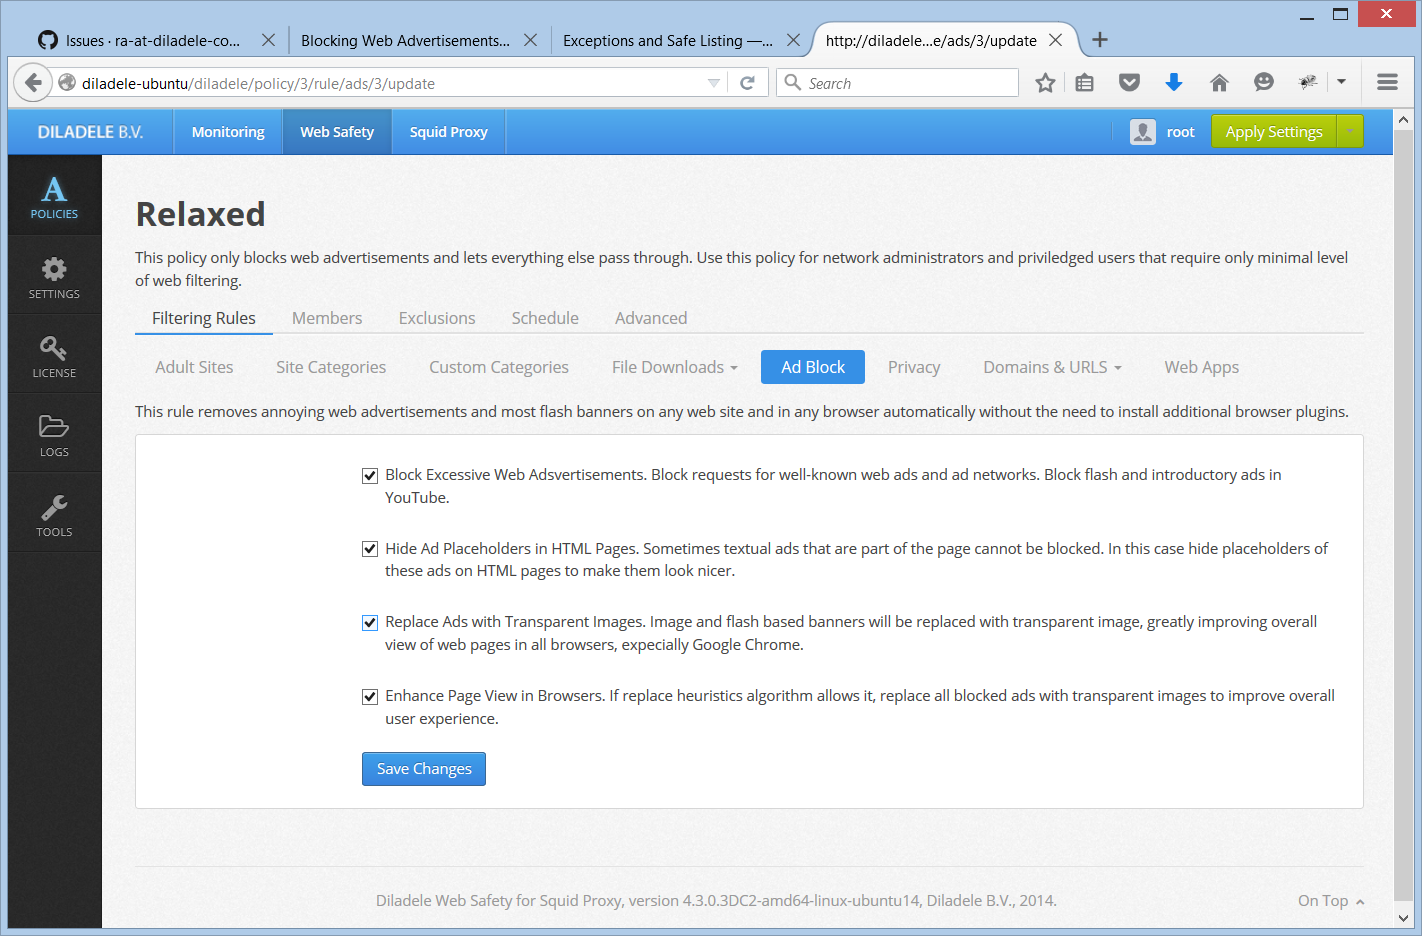 Issues · ra-at-diladele-co...
Blocking Web Advertisements...
Exceptions and Safe Listing —...
http://diladele...e/ads/3/update
diladele-ubuntu/diladele/policy/3/rule/ads/3/update
Search
DILADELE B.V.
Monitoring
Web Safety
Squid Proxy
root
Apply Settings
POLICIES
SETTINGS
LICENSE
LOGS
TOOLS
Relaxed
This policy only blocks web advertisements and lets everything else pass through. Use this policy for network administrators and priviledged users that require only minimal level
of web filtering.
Filtering Rules
Members
Exclusions
Schedule
Advanced
Adult Sites
Site Categories
Custom Categories
File Downloads
Ad Block
Privacy
Domains & URLS
Web Apps
This rule removes annoying web advertisements and most flash banners on any web site and in any browser automatically without the need to install additional browser plugins.
Block Excessive Web Adsvertisements. Block requests for well-known web ads and ad networks. Block flash and introductory ads in
YouTube.
Hide Ad Placeholders in HTML Pages. Sometimes textual ads that are part of the page cannot be blocked. In this case hide placeholders of
these ads on HTML pages to make them look nicer.
Replace Ads with Transparent Images. Image and flash based banners will be replaced with transparent image, greatly improving overall
view of web pages in all browsers, expecially Google Chrome.
Enhance Page View in Browsers. If replace heuristics algorithm allows it, replace all blocked ads with transparent images to improve overall
user experience.
Save Changes
Diladele Web Safety for Squid Proxy, version 4.3.0.3DC2-amd64-linux-ubuntu14, Diladele B.V., 2014.
On Top